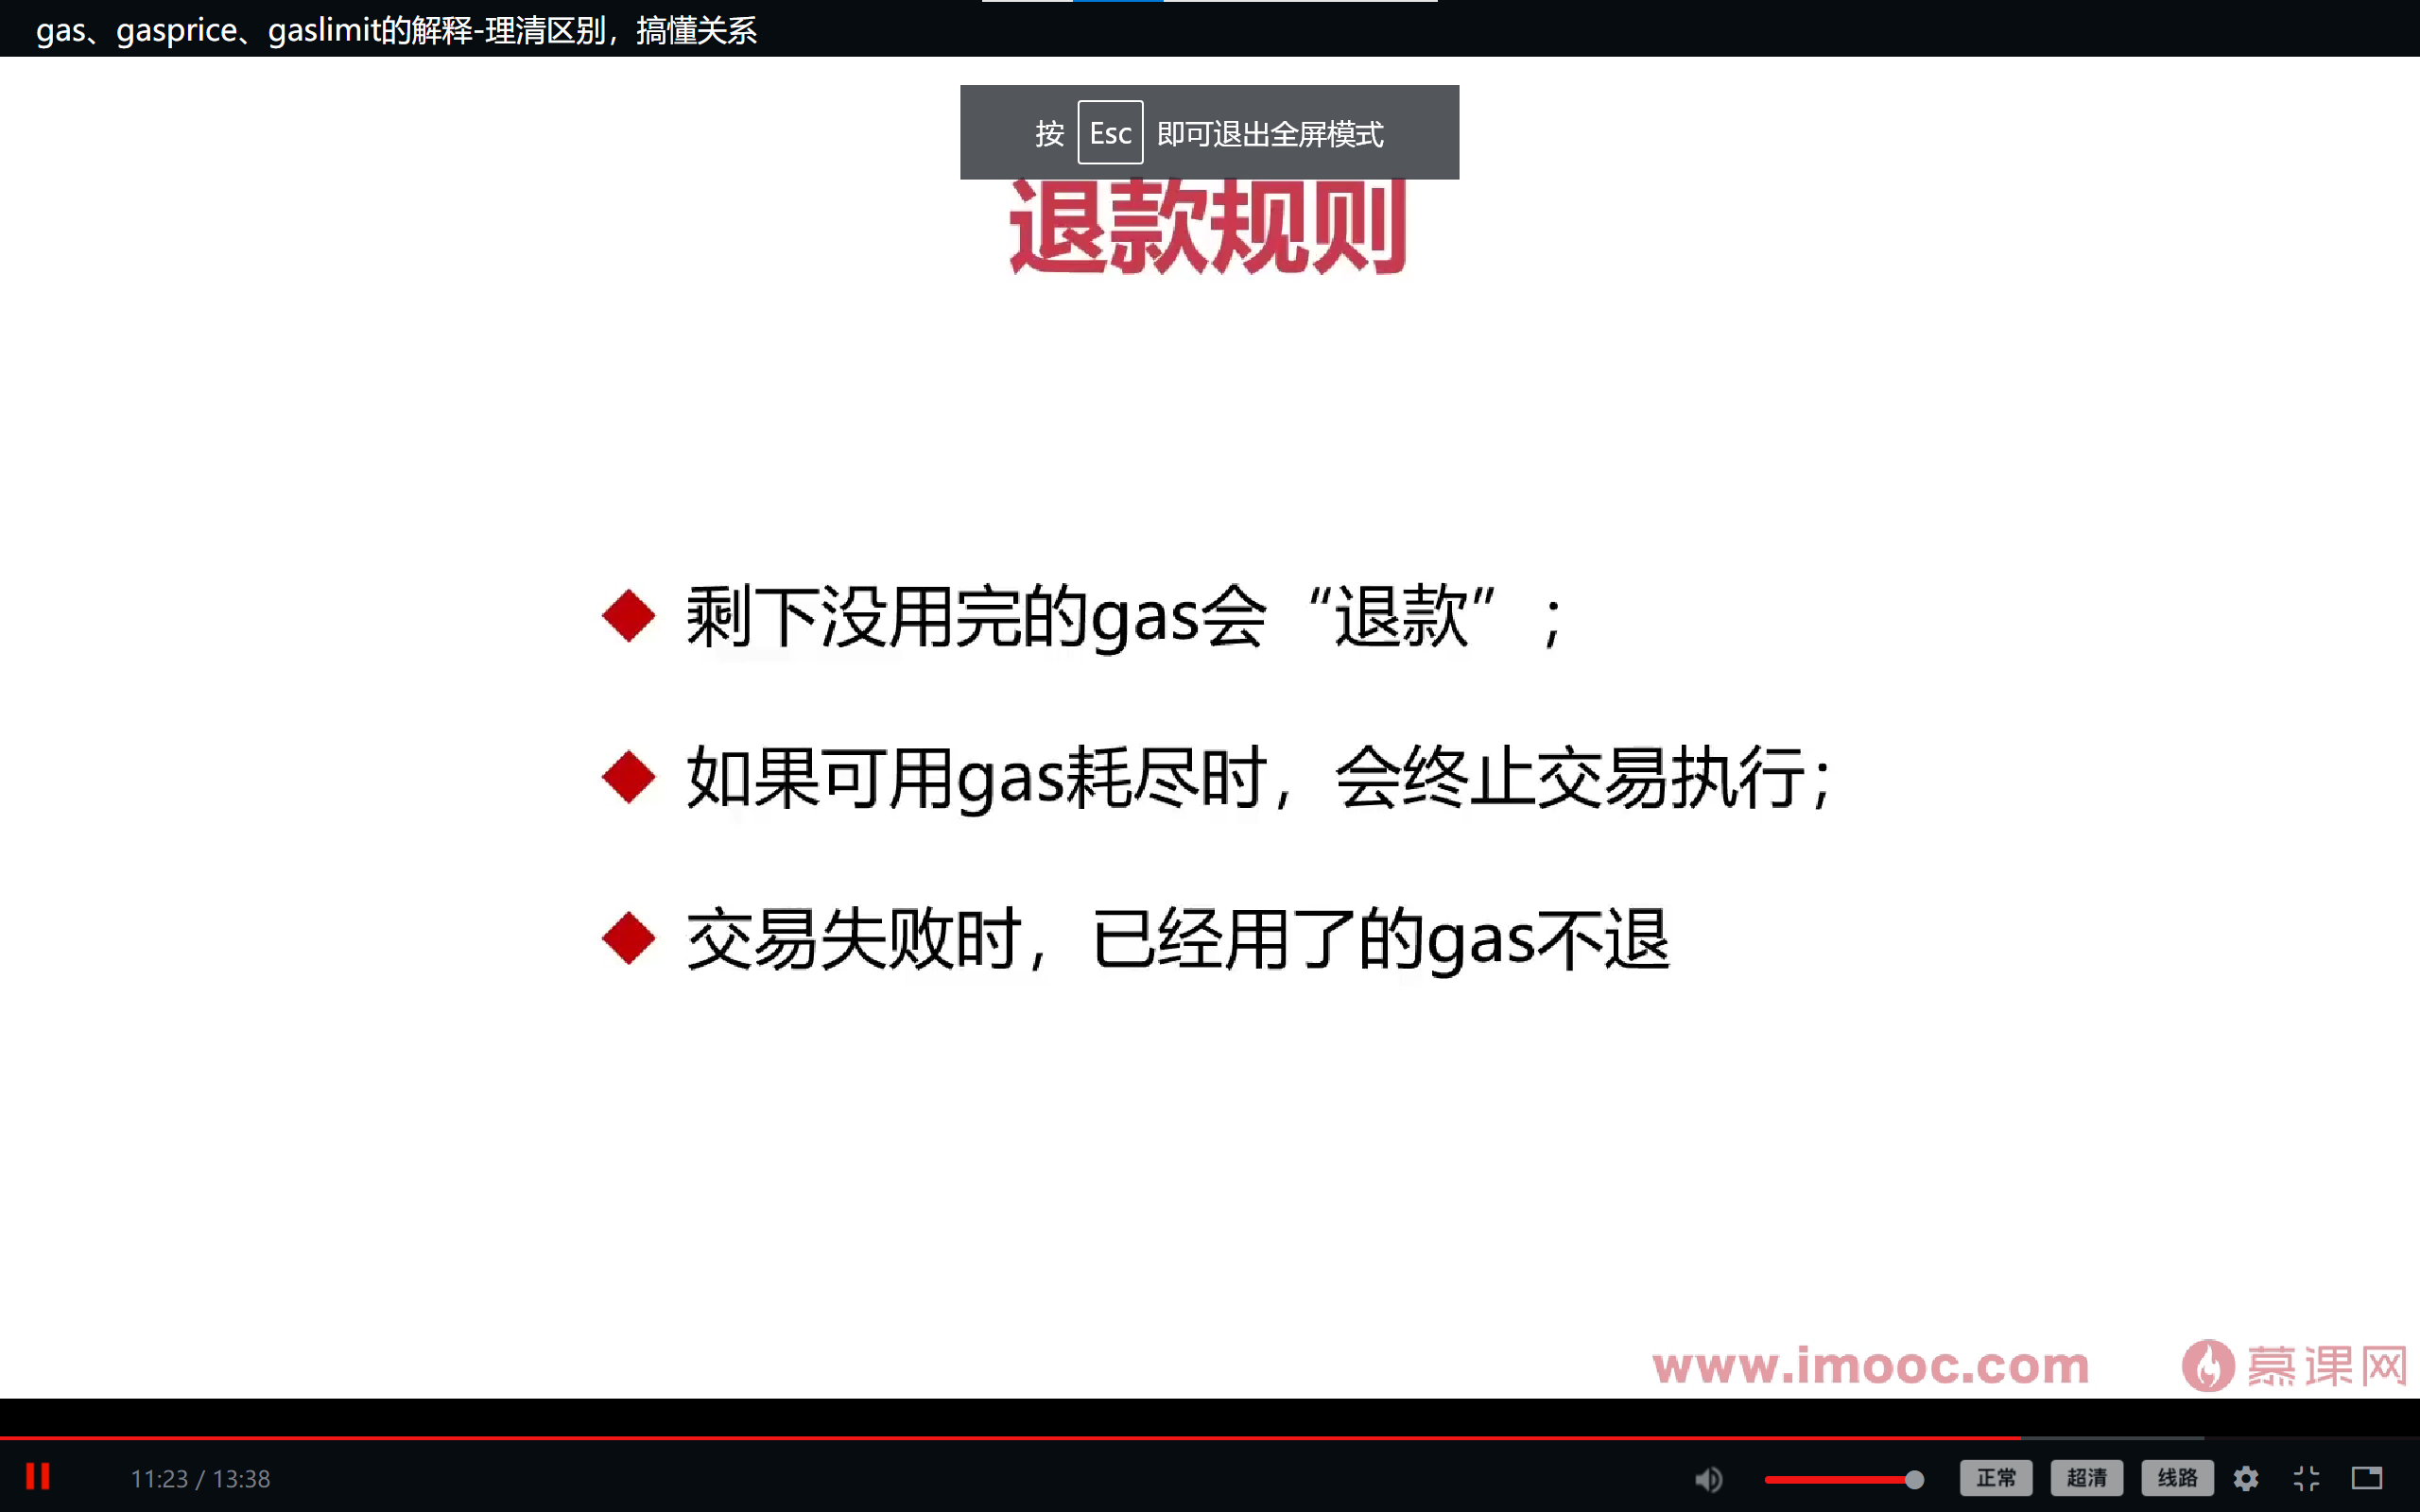 gas、gasprice、gaslimit的解释-理清区别，搞懂关系
按 Esc 即可退出全屏模式
退款规则
剩下没用完的gas会“退款”；
如果可用gas耗尽时，会终止交易执行；
交易失败时，已经用了的gas不退
www.imooc.com 慕课网
11:23 / 13:38 正常 超清 线路